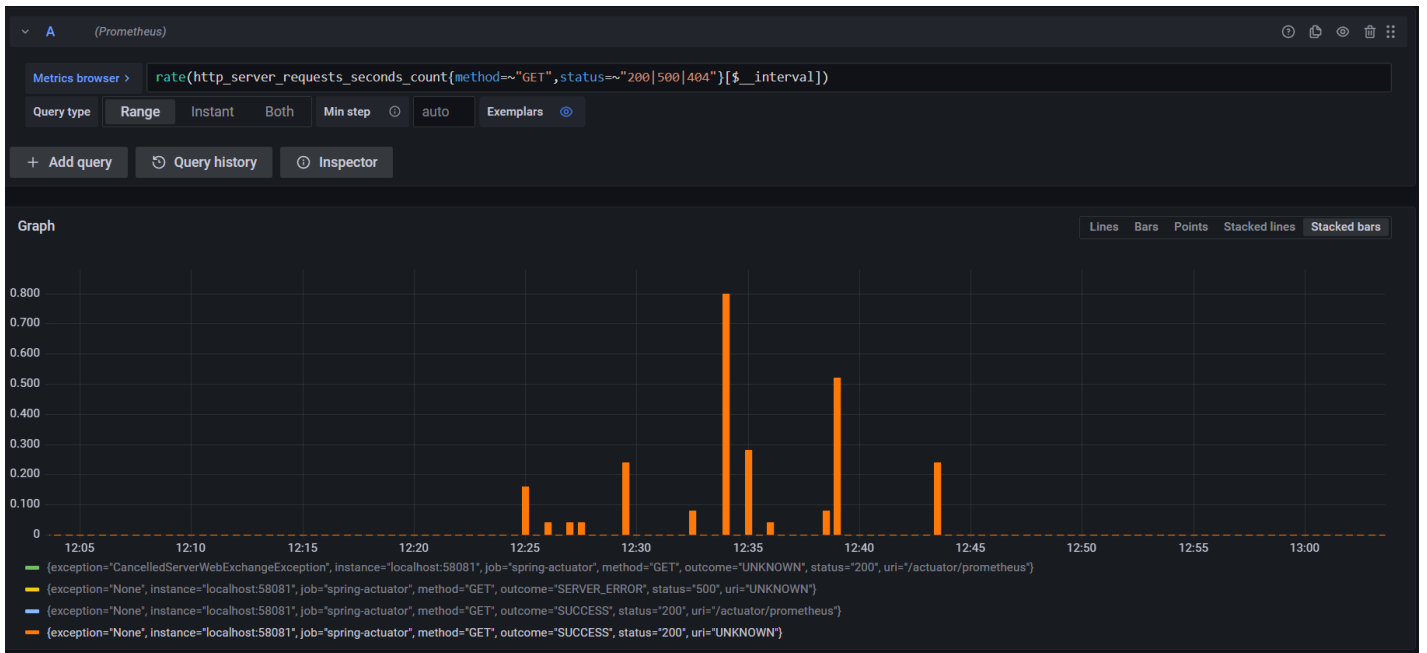 A (Prometheus)
Metrics browser > rate(http_server_requests_seconds_count{method=~"GET",status=~"200|500|404"}[$__interval])
Query type Range Instant Both Min step auto Exemplars
+ Add query Query history Inspector
Graph Lines Bars Points Stacked lines Stacked bars
0.800
0.700
0.600
0.500
0.400
0.300
0.200
0.100
0
12:05 12:10 12:15 12:20 12:25 12:30 12:35 12:40 12:45 12:50 12:55 13:00
{exception="CancelledServerWebExchangeException", instance="localhost:58081", job="spring-actuator", method="GET", outcome="UNKNOWN", status="200", uri="/actuator/prometheus"}
{exception="None", instance="localhost:58081", job="spring-actuator", method="GET", outcome="SERVER_ERROR", status="500", uri="UNKNOWN"}
{exception="None", instance="localhost:58081", job="spring-actuator", method="GET", outcome="SUCCESS", status="200", uri="/actuator/prometheus"}
{exception="None", instance="localhost:58081", job="spring-actuator", method="GET", outcome="SUCCESS", status="200", uri="UNKNOWN"}